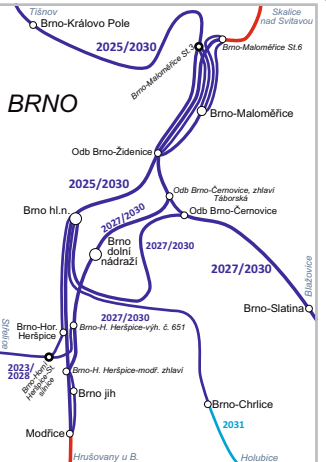 Tišnov
Skalice
nad Svitavou
Brno-Královo Pole
2025/2030
Brno-Maloměřice St.3
Brno-Maloměřice St.6
BRNO
Brno-Maloměřice
Odb Brno-Židenice
2025/2030
Odb Brno-Černovice, zhlaví
Táborská
Brno hl.n.
2027/2030
Odb Brno-Černovice
Brno
dolní
nádraží
2027/2030
2027/2030
Blažovice
Brno-Slatina
2027/2030
Střelice
Brno-Hor.
Heršpice
Brno-H. Heršpice-výh. č. 651
2023/
2028
Brno-Horní
Heršpice-St.
silnice
Brno-H. Heršpice-modř. zhlaví
Brno jih
Brno-Chrlice
2031
Modřice
Hrušovany u B.
Holubice